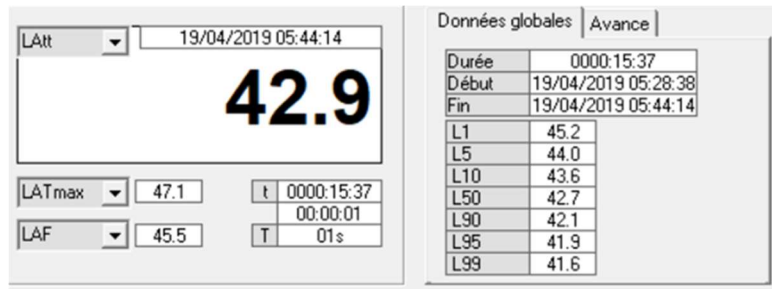 LAtt 19/04/2019 05:44:14
42.9
LATmax 47.1 t 0000:15:37
00:00:01
LAF 45.5 T 01s
Données globales Avance
Durée 0000:15:37
Début 19/04/2019 05:28:38
Fin 19/04/2019 05:44:14
L1 45.2
L5 44.0
L10 43.6
L50 42.7
L90 42.1
L95 41.9
L99 41.6